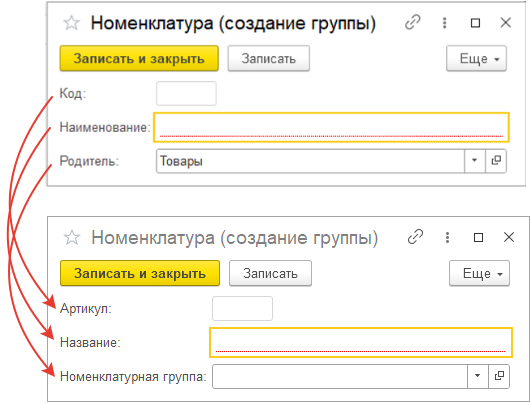 Номенклатура (создание группы)
Записать и закрыть Записать Еще
Код:
Наименование:
Родитель: Товары
Номенклатура (создание группы)
Записать и закрыть Записать Еще
Артикул:
Название:
Номенклатурная группа: